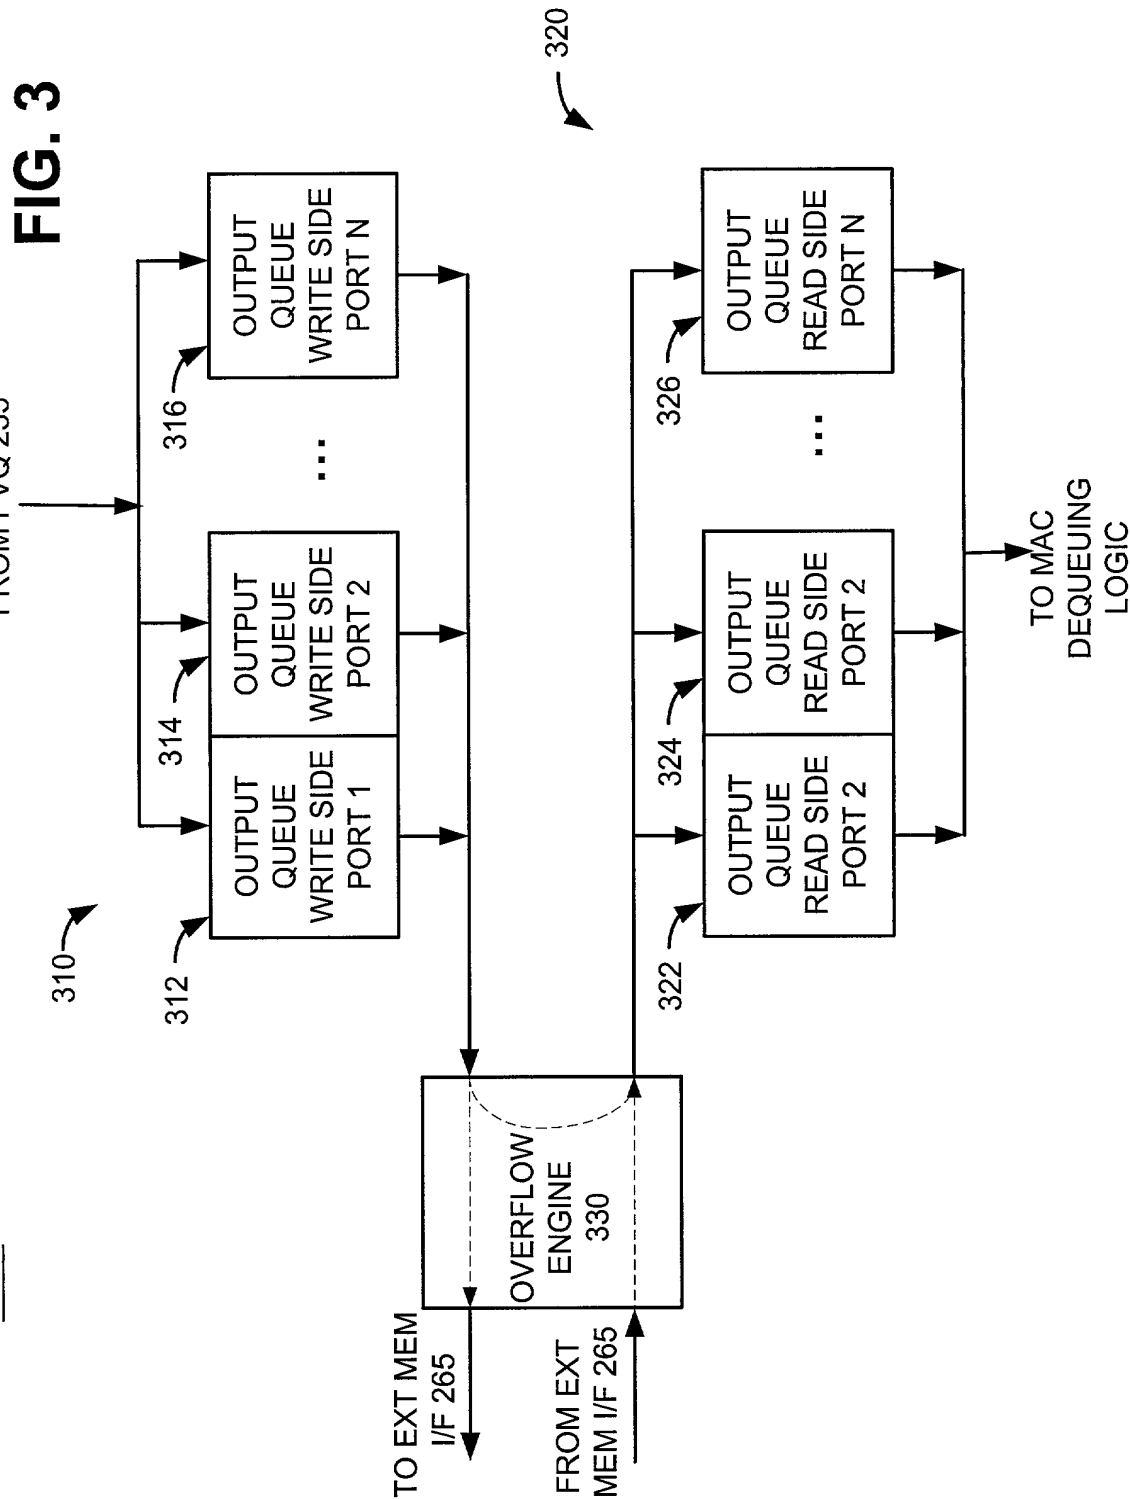 FIG. 3
310
312
314
316
OUTPUT
QUEUE
WRITE SIDE
PORT 1
OUTPUT
QUEUE
WRITE SIDE
PORT 2
...
OUTPUT
QUEUE
WRITE SIDE
PORT N
TO EXT MEM
I/F 265
FROM EXT
MEM I/F 265
OVERFLOW
ENGINE
330
320
322
324
326
OUTPUT
QUEUE
READ SIDE
PORT 2
OUTPUT
QUEUE
READ SIDE
PORT 2
...
OUTPUT
QUEUE
READ SIDE
PORT N
TO MAC
DEQUEUING
LOGIC